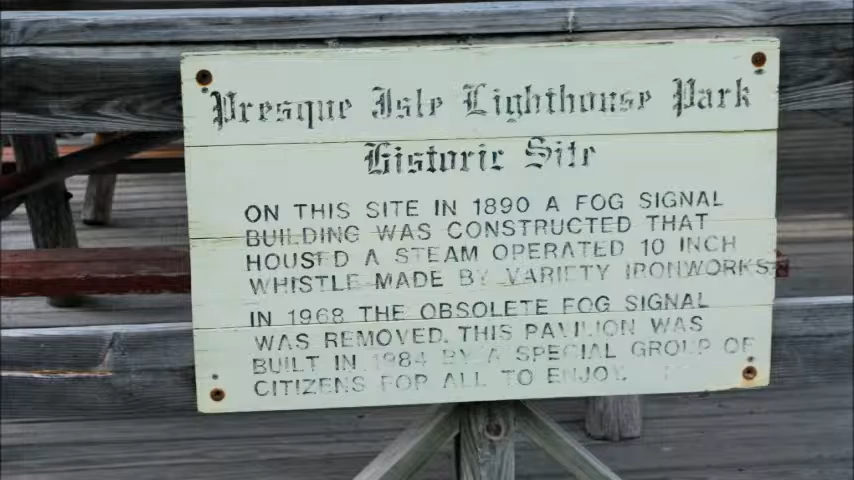 Presque Isle Lighthouse Park
Historic Site
ON THIS SITE IN 1890 A FOG SIGNAL
BUILDING WAS CONSTRUCTED THAT
HOUSED A STEAM OPERATED 10 INCH
WHISTLE MADE BY VARIETY IRONWORKS.
IN 1968 THE OBSOLETE FOG SIGNAL
WAS REMOVED. THIS PAVILION WAS
BUILT IN 1984 BY A SPECIAL GROUP OF
CITIZENS FOR ALL TO ENJOY.